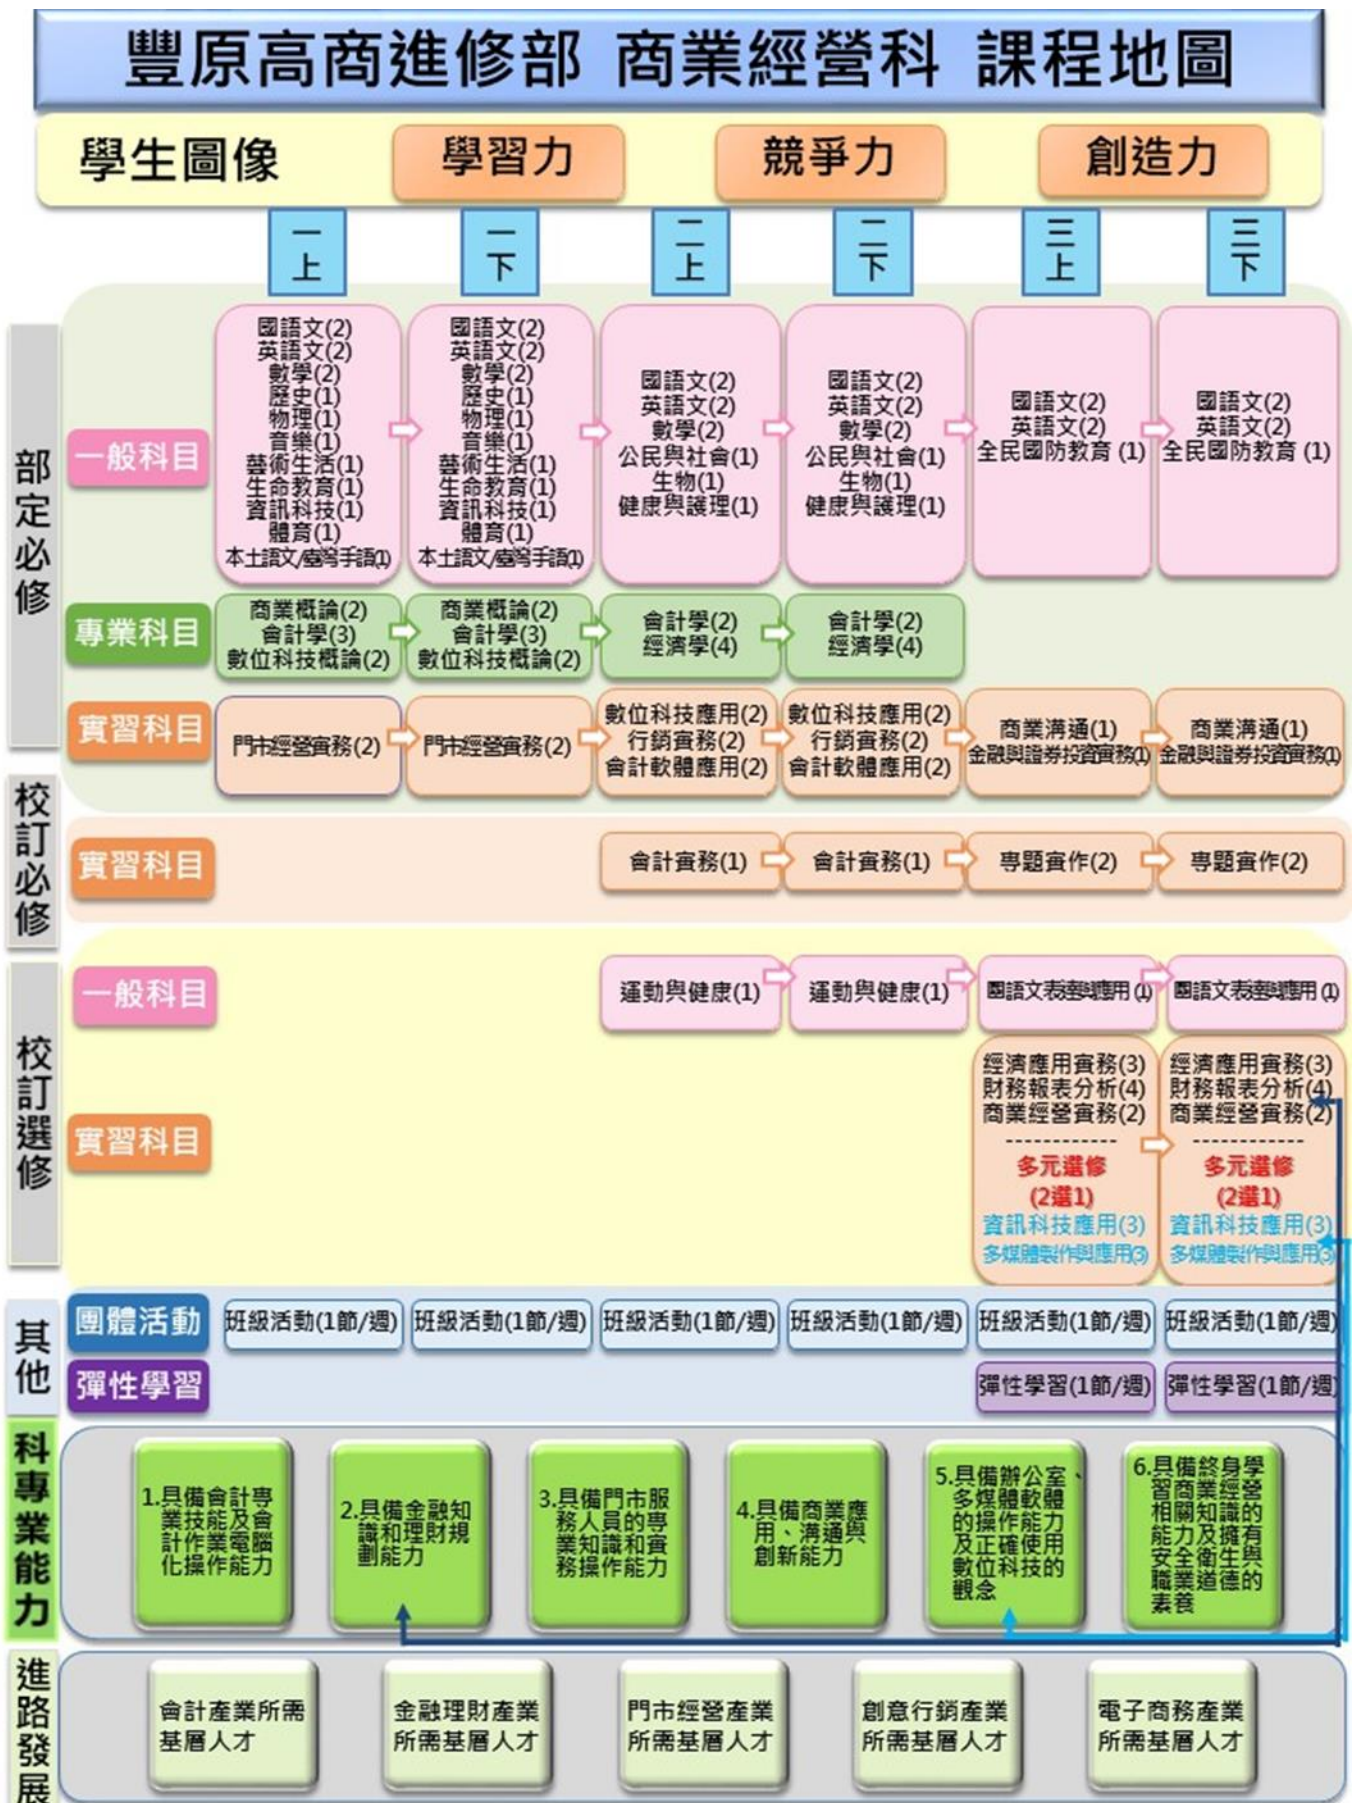 豐原高商進修部 商業經營科 課程地圖
學生圖像
學習力
競爭力
創造力
一上
一下
二上
二下
三上
三下
部定必修
一般科目
國語文(2)
英語文(2)
數學(2)
歷史(1)
物理(1)
音樂(1)
藝術生活(1)
生命教育(1)
資訊科技(1)
體育(1)
本土語文/臺灣手語(1)
國語文(2)
英語文(2)
數學(2)
歷史(1)
物理(1)
音樂(1)
藝術生活(1)
生命教育(1)
資訊科技(1)
體育(1)
本土語文/臺灣手語(1)
國語文(2)
英語文(2)
數學(2)
公民與社會(1)
生物(1)
健康與護理(1)
國語文(2)
英語文(2)
數學(2)
公民與社會(1)
生物(1)
健康與護理(1)
國語文(2)
英語文(2)
全民國防教育 (1)
國語文(2)
英語文(2)
全民國防教育 (1)
專業科目
商業概論(2)
會計學(3)
數位科技概論(2)
商業概論(2)
會計學(3)
數位科技概論(2)
會計學(2)
經濟學(4)
會計學(2)
經濟學(4)
實習科目
門市經營實務(2)
門市經營實務(2)
數位科技應用(2)
行銷實務(2)
會計軟體應用(2)
數位科技應用(2)
行銷實務(2)
會計軟體應用(2)
商業溝通(1)
金融與證券投資實務(1)
商業溝通(1)
金融與證券投資實務(1)
校訂必修
實習科目
會計實務(1)
會計實務(1)
專題實作(2)
專題實作(2)
校訂選修
一般科目
運動與健康(1)
運動與健康(1)
國語文表達與應用 (1)
國語文表達與應用 (1)
實習科目
經濟應用實務(3)
財務報表分析(4)
商業經營實務(2)
------------
多元選修
(2選1)
資訊科技應用(3)
多媒體製作與應用(3)
經濟應用實務(3)
財務報表分析(4)
商業經營實務(2)
------------
多元選修
(2選1)
資訊科技應用(3)
多媒體製作與應用(3)
其他
團體活動
班級活動(1節/週)
班級活動(1節/週)
班級活動(1節/週)
班級活動(1節/週)
班級活動(1節/週)
班級活動(1節/週)
彈性學習
彈性學習(1節/週)
彈性學習(1節/週)
科專業能力
1.具備會計專
業技能及會
計作業電腦
化操作能力
2.具備金融知
識和理財規
劃能力
3.具備門市服
務人員的專
業知識和實
務操作能力
4.具備商業應
用、溝通與
創新能力
5.具備辦公室、
多媒體軟體
的操作能力
及正確使用
數位科技的
觀念
6.具備終身學
習商業經營
相關知識的
能力及擁有
安全衛生與
職業道德的
素養
進路發展
會計產業所需
基層人才
金融理財產業
所需基層人才
門市經營產業
所需基層人才
創意行銷產業
所需基層人才
電子商務產業
所需基層人才